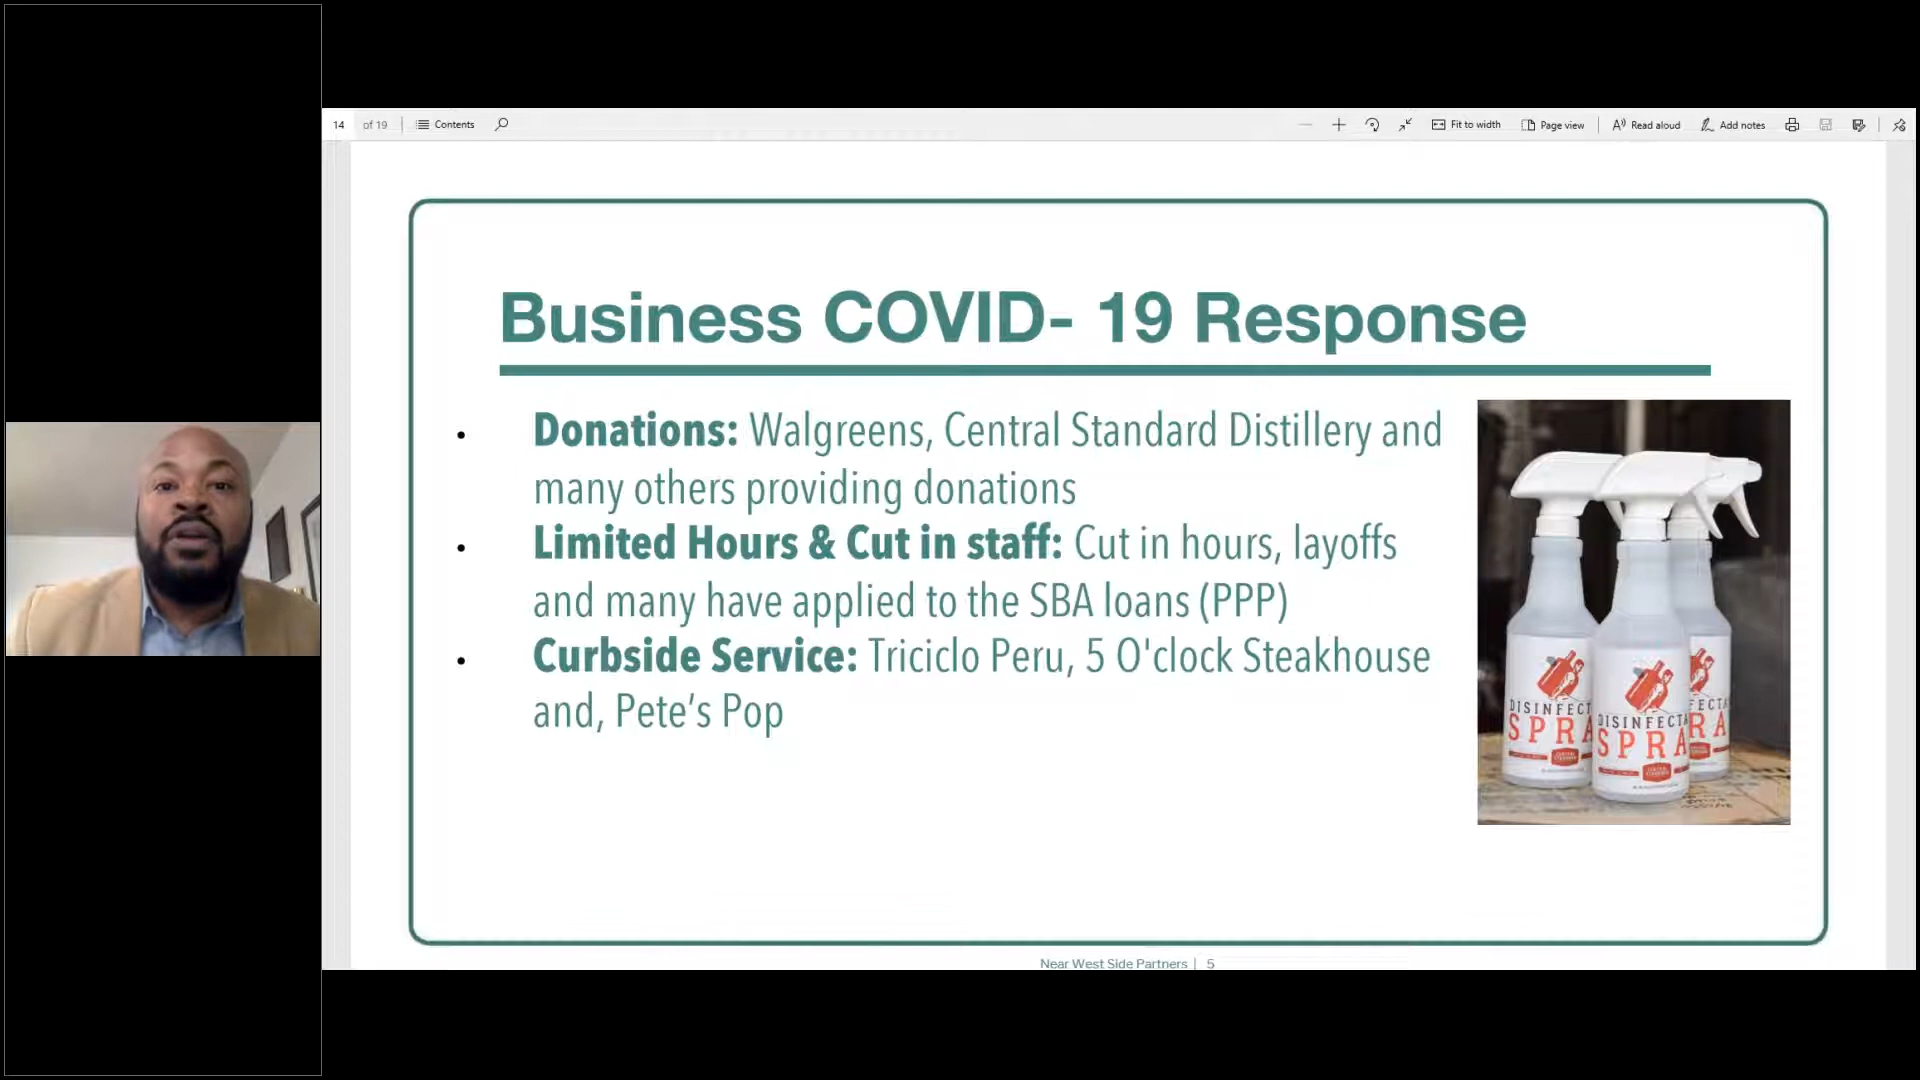 14 of 19 Contents Fit to width Page view Read aloud Add notes
Business COVID- 19 Response
• Donations: Walgreens, Central Standard Distillery and
many others providing donations
• Limited Hours & Cut in staff: Cut in hours, layoffs
and many have applied to the SBA loans (PPP)
• Curbside Service: Triciclo Peru, 5 O'clock Steakhouse
and, Pete’s Pop
DISINFECTA
SPRA
DISINFECTA
SPRA
FECTA
RA
Near West Side Partners | 5